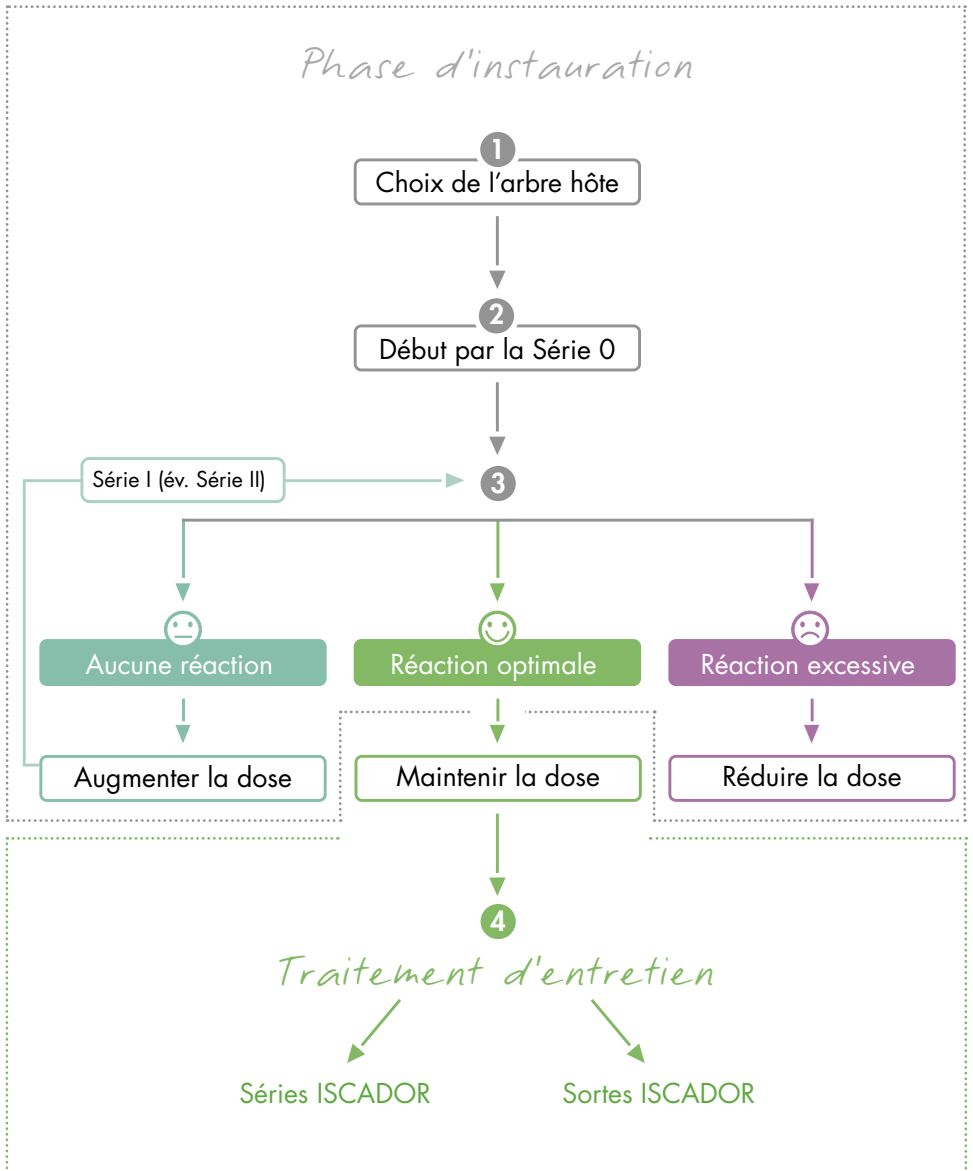 Phase d'instauration
1
Choix de l’arbre hôte
2
Début par la Série 0
Série I (év. Série II)
3
Aucune réaction
Réaction optimale
Réaction excessive
Augmenter la dose
Maintenir la dose
Réduire la dose
4
Traitement d'entretien
Séries ISCADOR
Sortes ISCADOR